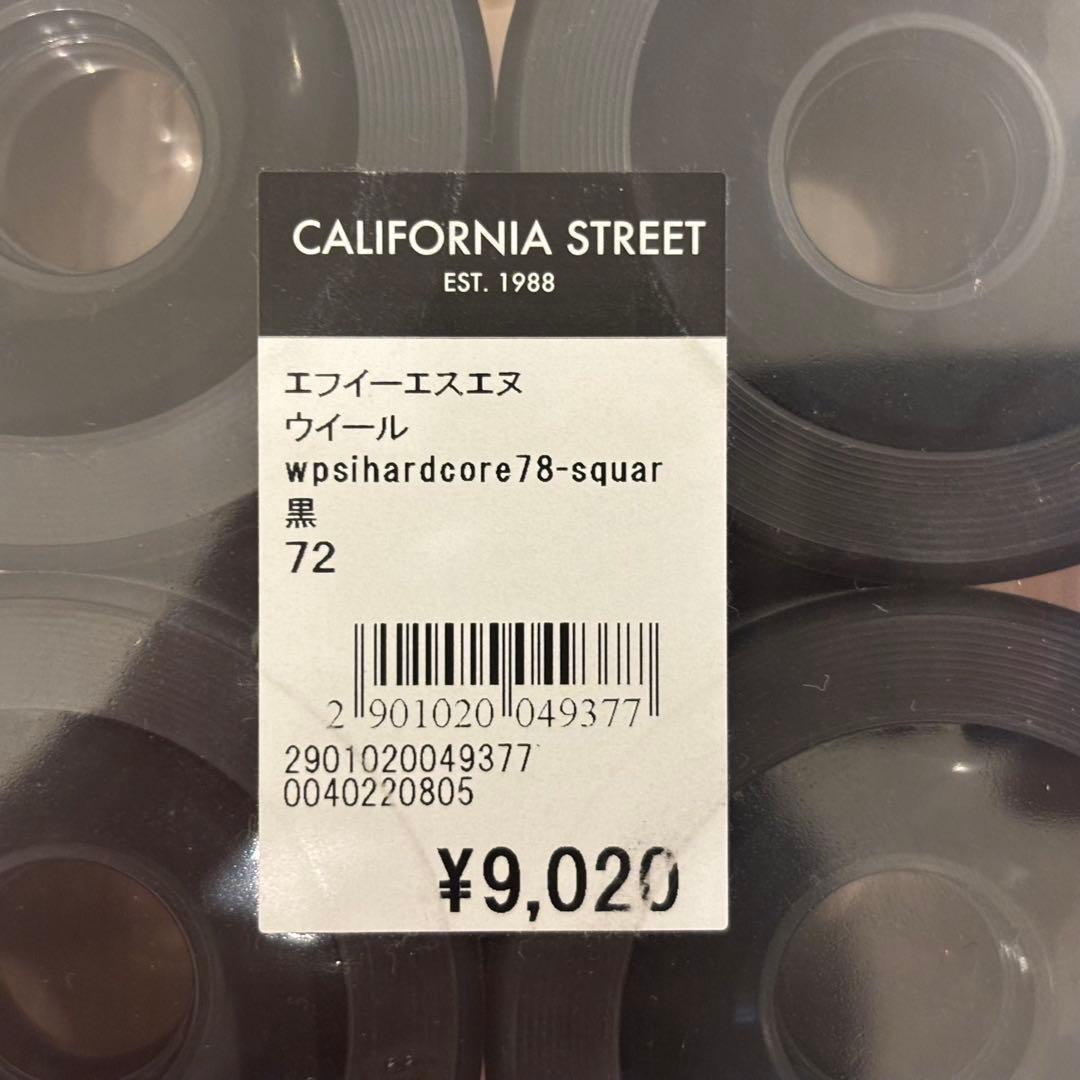 CALIFORNIA STREET
EST. 1988
エフイーエスエヌ
ウイール
wpsihardcore78-squar
黒
72
2 901020 049377
2901020049377
0040220805
¥9,020